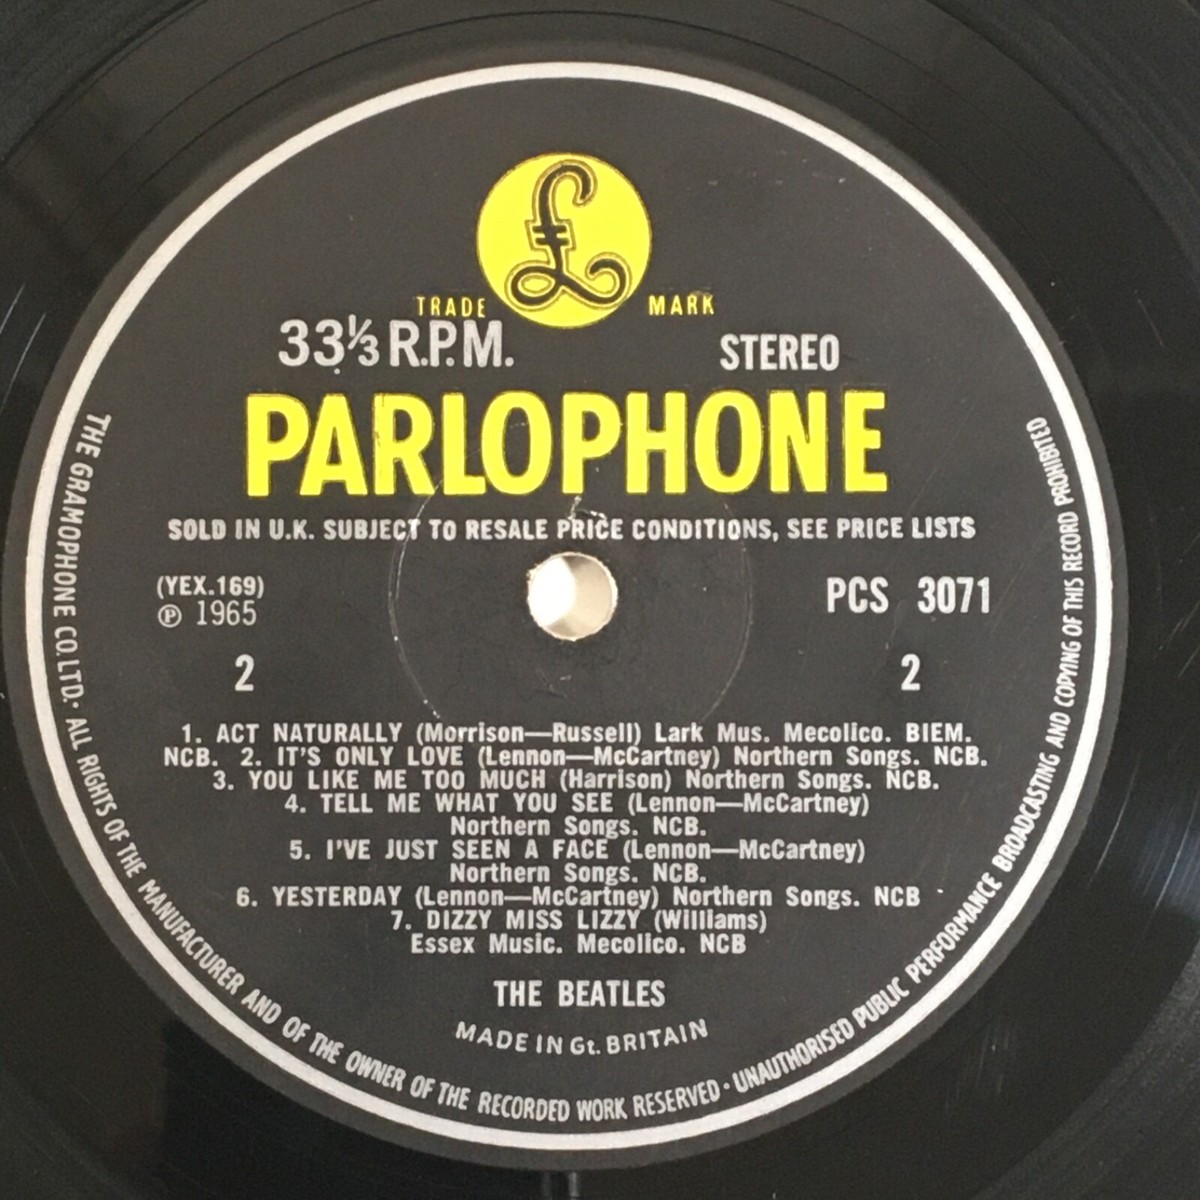 £
TRADE MARK
33⅓ R.P.M. STEREO
PARLOPHONE
SOLD IN U.K. SUBJECT TO RESALE PRICE CONDITIONS, SEE PRICE LISTS
(YEX.169) PCS 3071
℗ 1965
2 2
1. ACT NATURALLY (Morrison—Russell) Lark Mus. Mecolico. BIEM.
NCB. 2. IT'S ONLY LOVE (Lennon—McCartney) Northern Songs. NCB.
3. YOU LIKE ME TOO MUCH (Harrison) Northern Songs. NCB.
4. TELL ME WHAT YOU SEE (Lennon—McCartney)
Northern Songs. NCB.
5. I'VE JUST SEEN A FACE (Lennon—McCartney)
Northern Songs. NCB.
6. YESTERDAY (Lennon—McCartney) Northern Songs. NCB
7. DIZZY MISS LIZZY (Williams)
Essex Music. Mecolico. NCB
THE BEATLES
MADE IN Gt. BRITAIN
THE GRAMOPHONE CO.LTD. · ALL RIGHTS OF THE MANUFACTURER AND OF THE OWNER OF THE RECORDED WORK RESERVED · UNAUTHORISED PUBLIC PERFORMANCE BROADCASTING AND COPYING OF THIS RECORD PROHIBITED